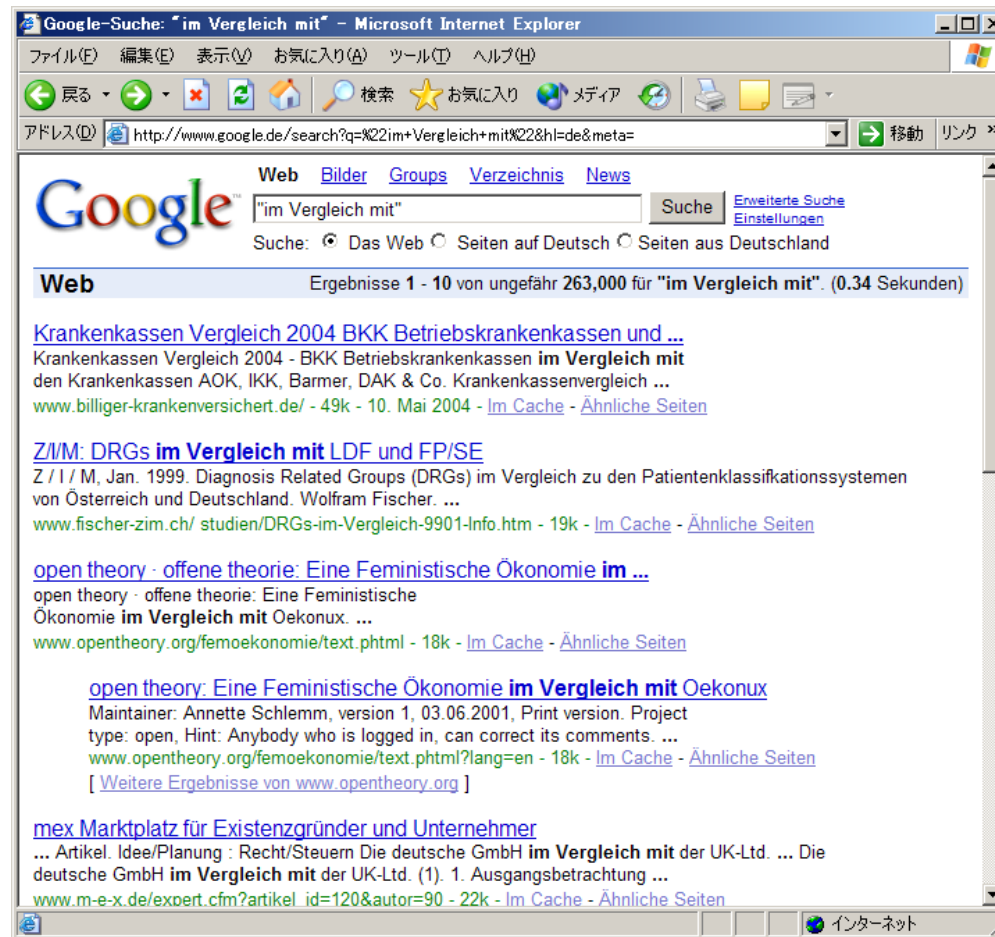 Google-Suche: "im Vergleich mit" - Microsoft Internet Explorer
ファイル(F) 編集(E) 表示(V) お気に入り(A) ツール(T) ヘルプ(H)
戻る 検索 お気に入り メディア
アドレス(D) http://www.google.de/search?q=%22im+Vergleich+mit%22&hl=de&meta= 移動 リンク »
Web Bilder Groups Verzeichnis News
Google™ "im Vergleich mit" Suche Erweiterte Suche
Einstellungen
Suche: Das Web Seiten auf Deutsch Seiten aus Deutschland
Web Ergebnisse 1 - 10 von ungefähr 263,000 für "im Vergleich mit". (0.34 Sekunden)
Krankenkassen Vergleich 2004 BKK Betriebskrankenkassen und ...
Krankenkassen Vergleich 2004 - BKK Betriebskrankenkassen im Vergleich mit
den Krankenkassen AOK, IKK, Barmer, DAK & Co. Krankenkassenvergleich ...
www.billiger-krankenversichert.de/ - 49k - 10. Mai 2004 - Im Cache - Ähnliche Seiten
Z/I/M: DRGs im Vergleich mit LDF und FP/SE
Z / I / M, Jan. 1999. Diagnosis Related Groups (DRGs) im Vergleich zu den Patientenklassifkationssystemen
von Österreich und Deutschland. Wolfram Fischer. ...
www.fischer-zim.ch/ studien/DRGs-im-Vergleich-9901-Info.htm - 19k - Im Cache - Ähnliche Seiten
open theory · offene theorie: Eine Feministische Ökonomie im ...
open theory · offene theorie: Eine Feministische
Ökonomie im Vergleich mit Oekonux. ...
www.opentheory.org/femoekonomie/text.phtml - 18k - Im Cache - Ähnliche Seiten
open theory: Eine Feministische Ökonomie im Vergleich mit Oekonux
Maintainer: Annette Schlemm, version 1, 03.06.2001, Print version. Project
type: open, Hint: Anybody who is logged in, can correct its comments. ...
www.opentheory.org/femoekonomie/text.phtml?lang=en - 18k - Im Cache - Ähnliche Seiten
[ Weitere Ergebnisse von www.opentheory.org ]
mex Marktplatz für Existenzgründer und Unternehmer
... Artikel. Idee/Planung : Recht/Steuern Die deutsche GmbH im Vergleich mit der UK-Ltd. ... Die
deutsche GmbH im Vergleich mit der UK-Ltd. (1). 1. Ausgangsbetrachtung ...
www.m-e-x.de/expert.cfm?artikel_id=120&autor=90 - 22k - Im Cache - Ähnliche Seiten
インターネット